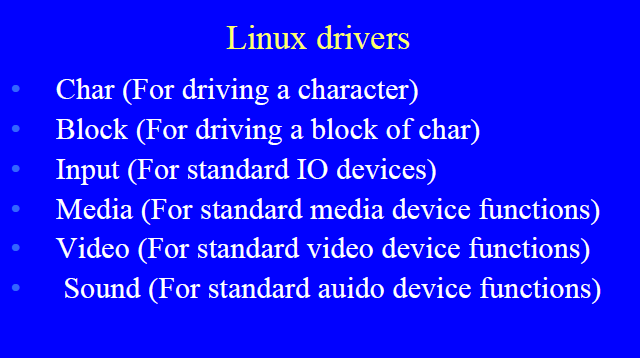 Linux drivers
• Char (For driving a character)
• Block (For driving a block of char)
• Input (For standard IO devices)
• Media (For standard media device functions)
• Video (For standard video device functions)
• Sound (For standard auido device functions)